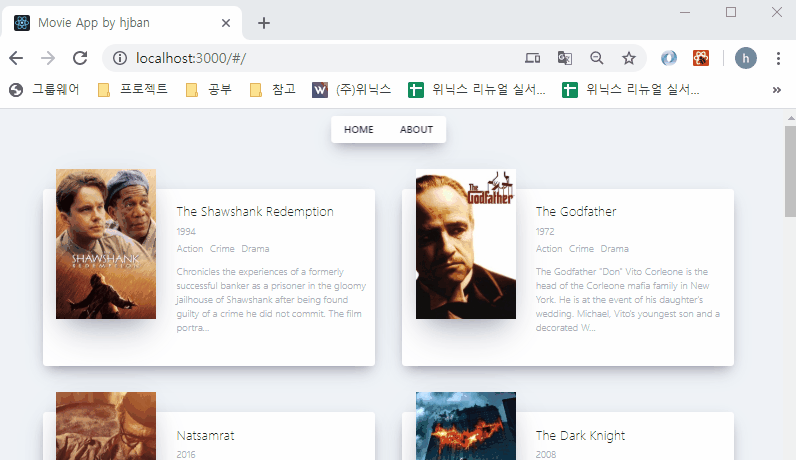 Movie App by hjban
localhost:3000/#/
h
그룹웨어 프로젝트 공부 참고 W (주)위닉스 위닉스 리뉴얼 실서... 위닉스 리뉴얼 실서...
HOME ABOUT
SHAWSHANK
REDEMPTION
The Shawshank Redemption
1994
Action Crime Drama
Chronicles the experiences of a formerly
successful banker as a prisoner in the gloomy
jailhouse of Shawshank after being found
guilty of a crime he did not commit. The film
portra...
The
Godfather
The Godfather
1972
Action Crime Drama
The Godfather "Don" Vito Corleone is the
head of the Corleone mafia family in New
York. He is at the event of his daughter's
wedding. Michael, Vito's youngest son and a
decorated W...
Natsamrat
2016
The Dark Knight
2008